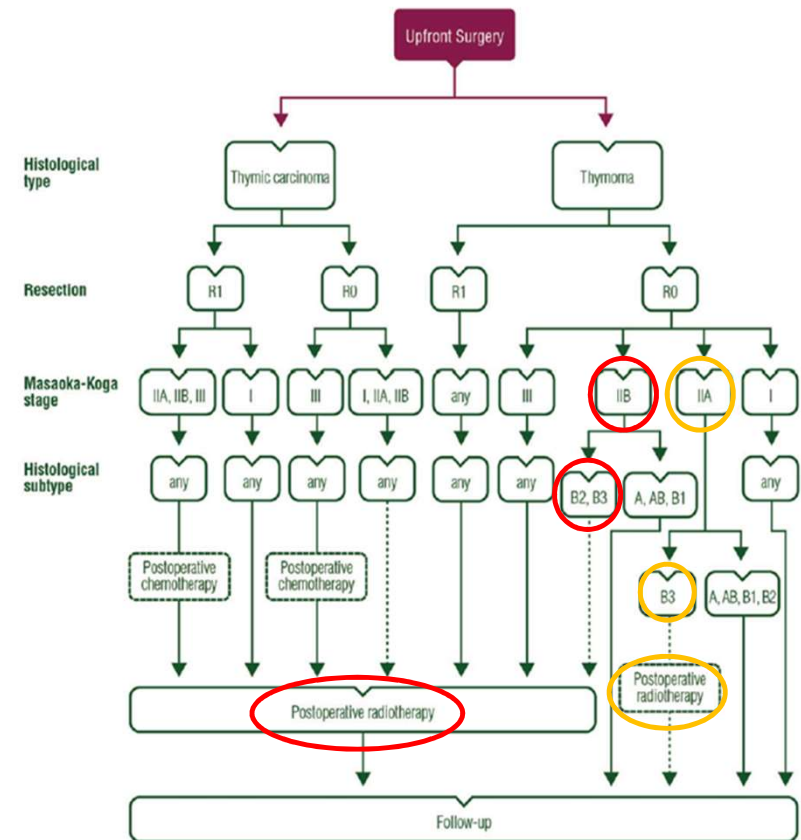 Upfront Surgery
Histological
type
Thymic carcinoma
Thymoma
Resection
R1
R0
R1
R0
Masaoka-Koga
stage
IIA, IIB, III
I
III
I, IIA, IIB
any
III
IIB
IIA
I
Histological
subtype
any
any
any
any
any
any
B2, B3
A, AB, B1
any
Postoperative
chemotherapy
Postoperative
chemotherapy
B3
A, AB, B1, B2
Postoperative
radiotherapy
Postoperative radiotherapy
Follow-up